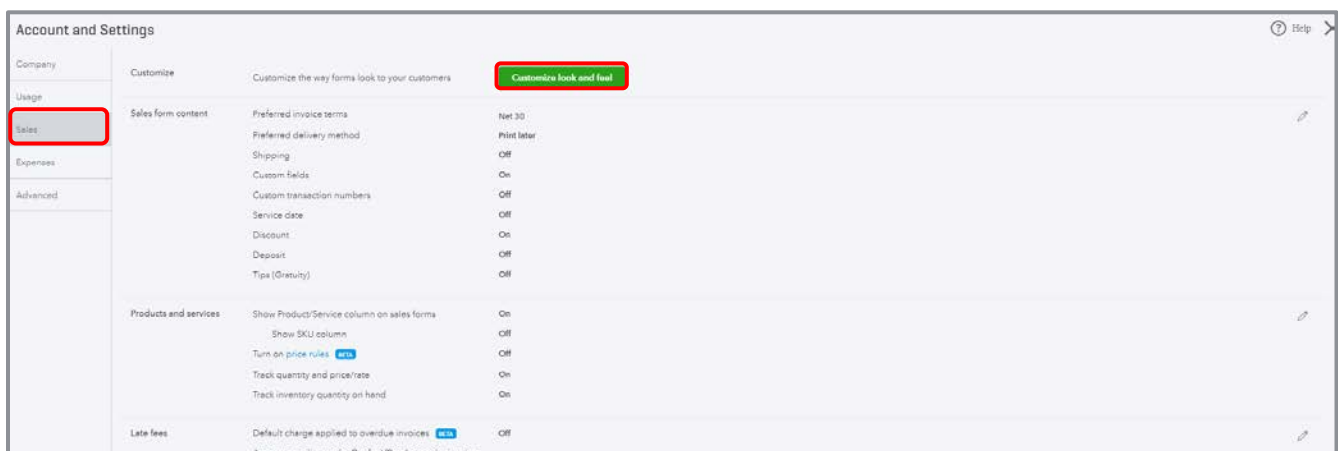 Account and Settings
Help
Company
Usage
Sales
Expenses
Advanced
Customize
Customize the way forms look to your customers
Customize look and feel
Sales form content
Preferred invoice terms Net 30
Preferred delivery method Print later
Shipping Off
Custom fields On
Custom transaction numbers Off
Service date Off
Discount On
Deposit Off
Tips (Gratuity) Off
Products and services
Show Product/Service column on sales forms On
Show SKU column Off
Turn on price rules BETA Off
Track quantity and price/rate On
Track inventory quantity on hand On
Late fees
Default charge applied to overdue invoices BETA Off